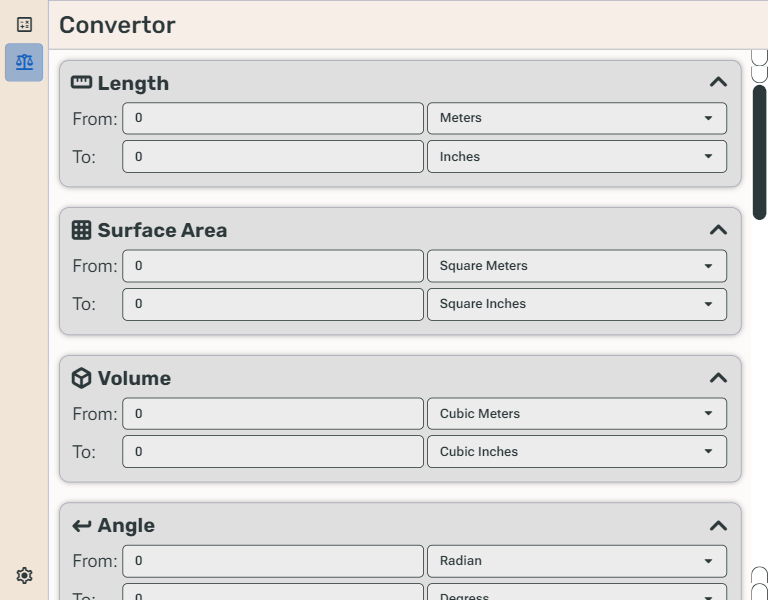 Convertor
Length
From: 0 Meters
To: 0 Inches
Surface Area
From: 0 Square Meters
To: 0 Square Inches
Volume
From: 0 Cubic Meters
To: 0 Cubic Inches
Angle
From: 0 Radian
To: 0 Degress